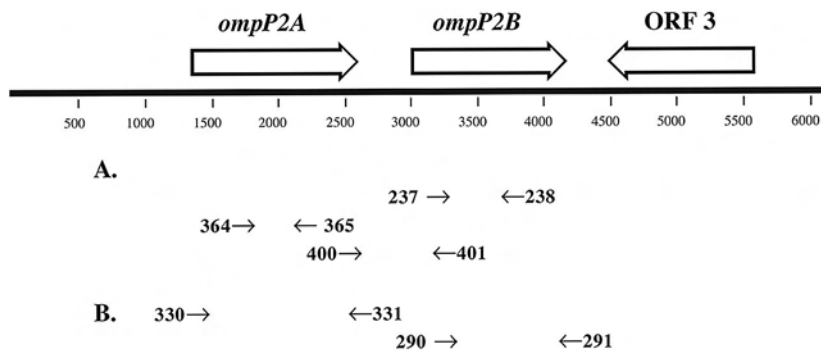 ompP2A ompP2B ORF 3
500 1000 1500 2000 2500 3000 3500 4000 4500 5000 5500 6000
A.
237 → ←238
364→ ← 365
400→ ←401
B. 330→ ←331
290 → ←291